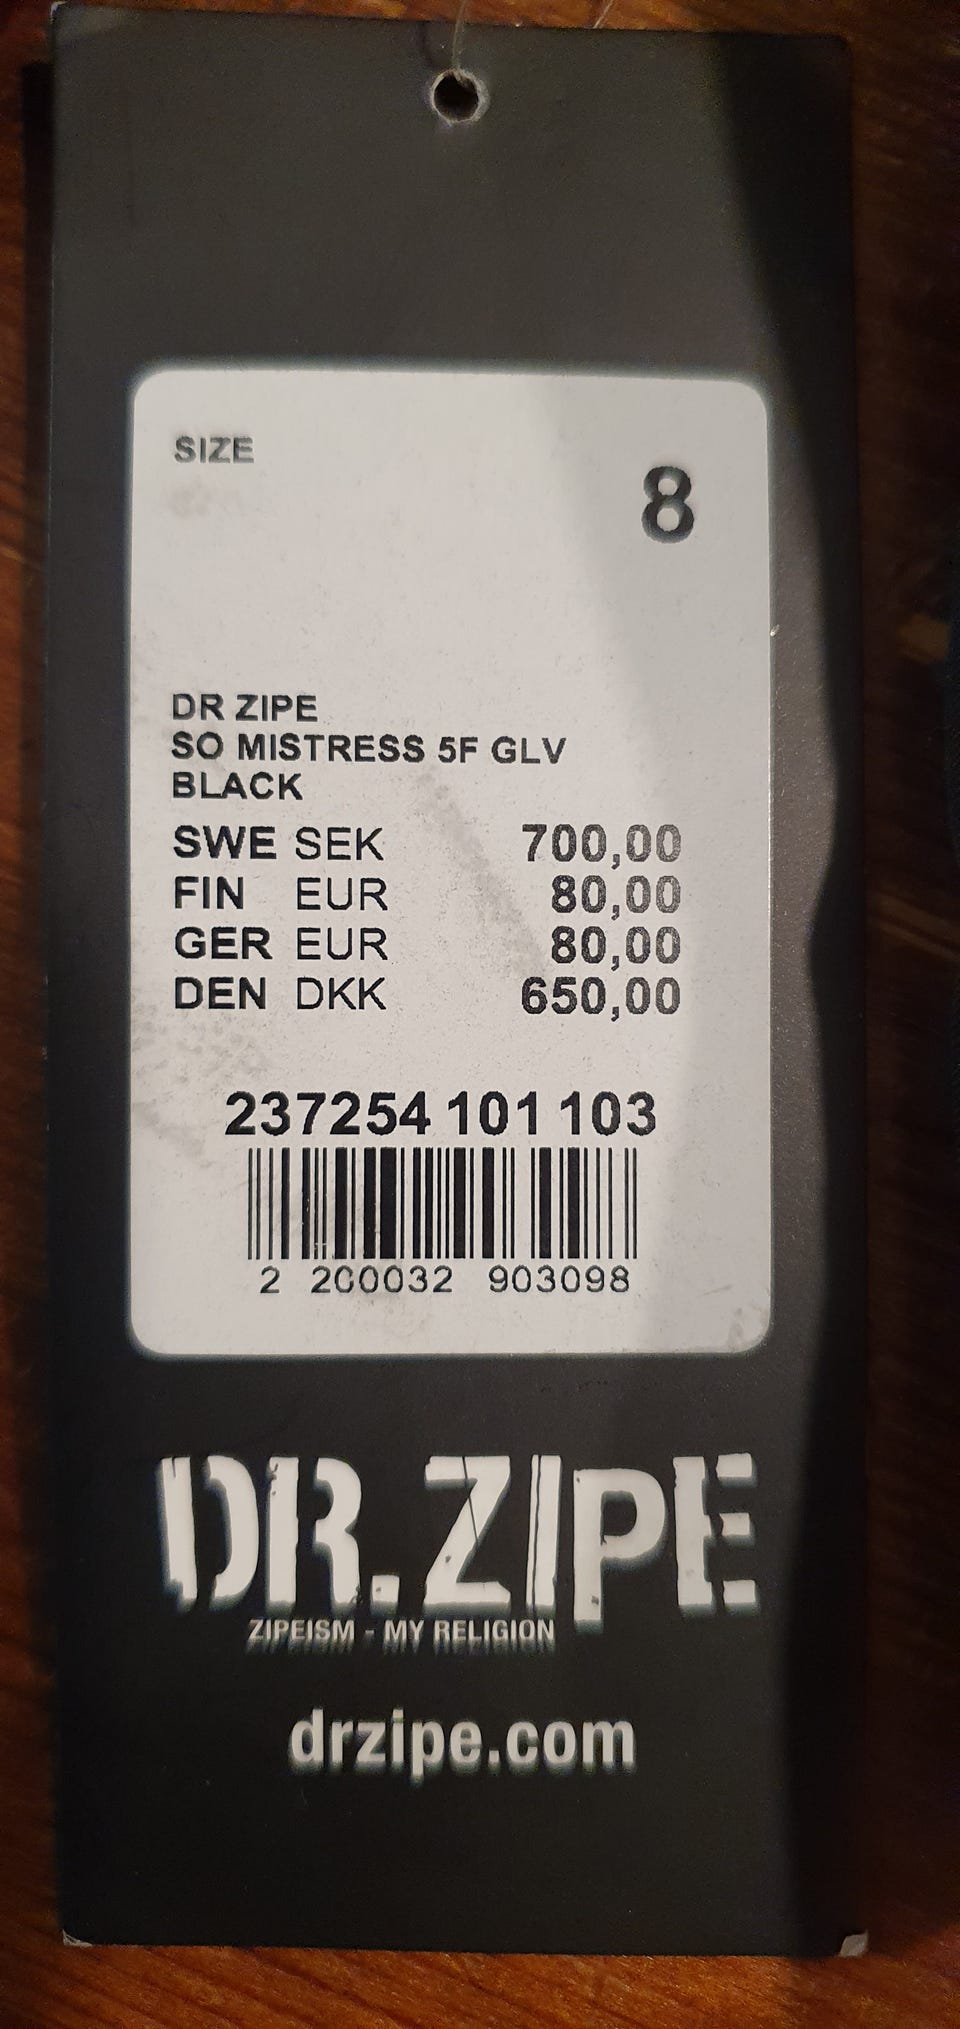 SIZE
8
DR ZIPE
SO MISTRESS 5F GLV
BLACK
SWE SEK 700,00
FIN EUR 80,00
GER EUR 80,00
DEN DKK 650,00
237254 101 103
2 200032 903098
DR.ZIPE
ZIPEISM - MY RELIGION
drzipe.com